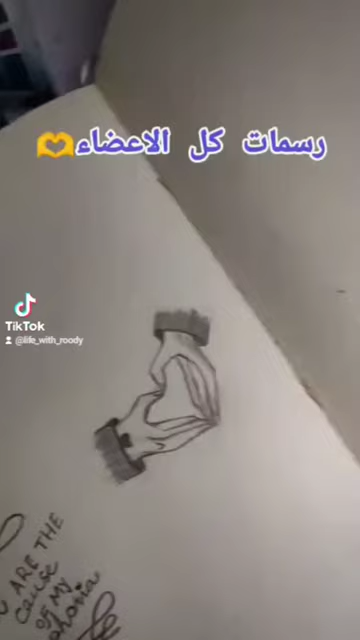 رسمات كل الاعضاء🫶
TikTok
@life_with_roody
ARE THE
cause
of my